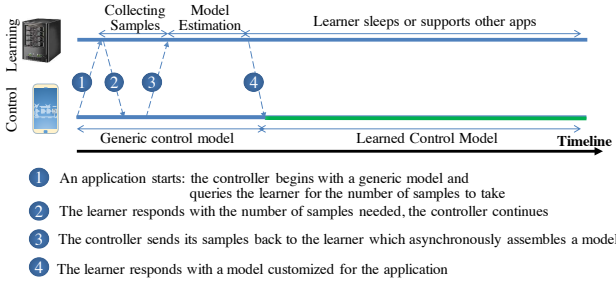 Collecting
Samples
Model
Estimation
Learner sleeps or supports other apps
Learning
1
2
3
4
Control
Generic control model
Learned Control Model
Timeline
1 An application starts: the controller begins with a generic model and
queries the learner for the number of samples to take
2 The learner responds with the number of samples needed, the controller continues
3 The controller sends its samples back to the learner which asynchronously assembles a model
4 The learner responds with a model customized for the application